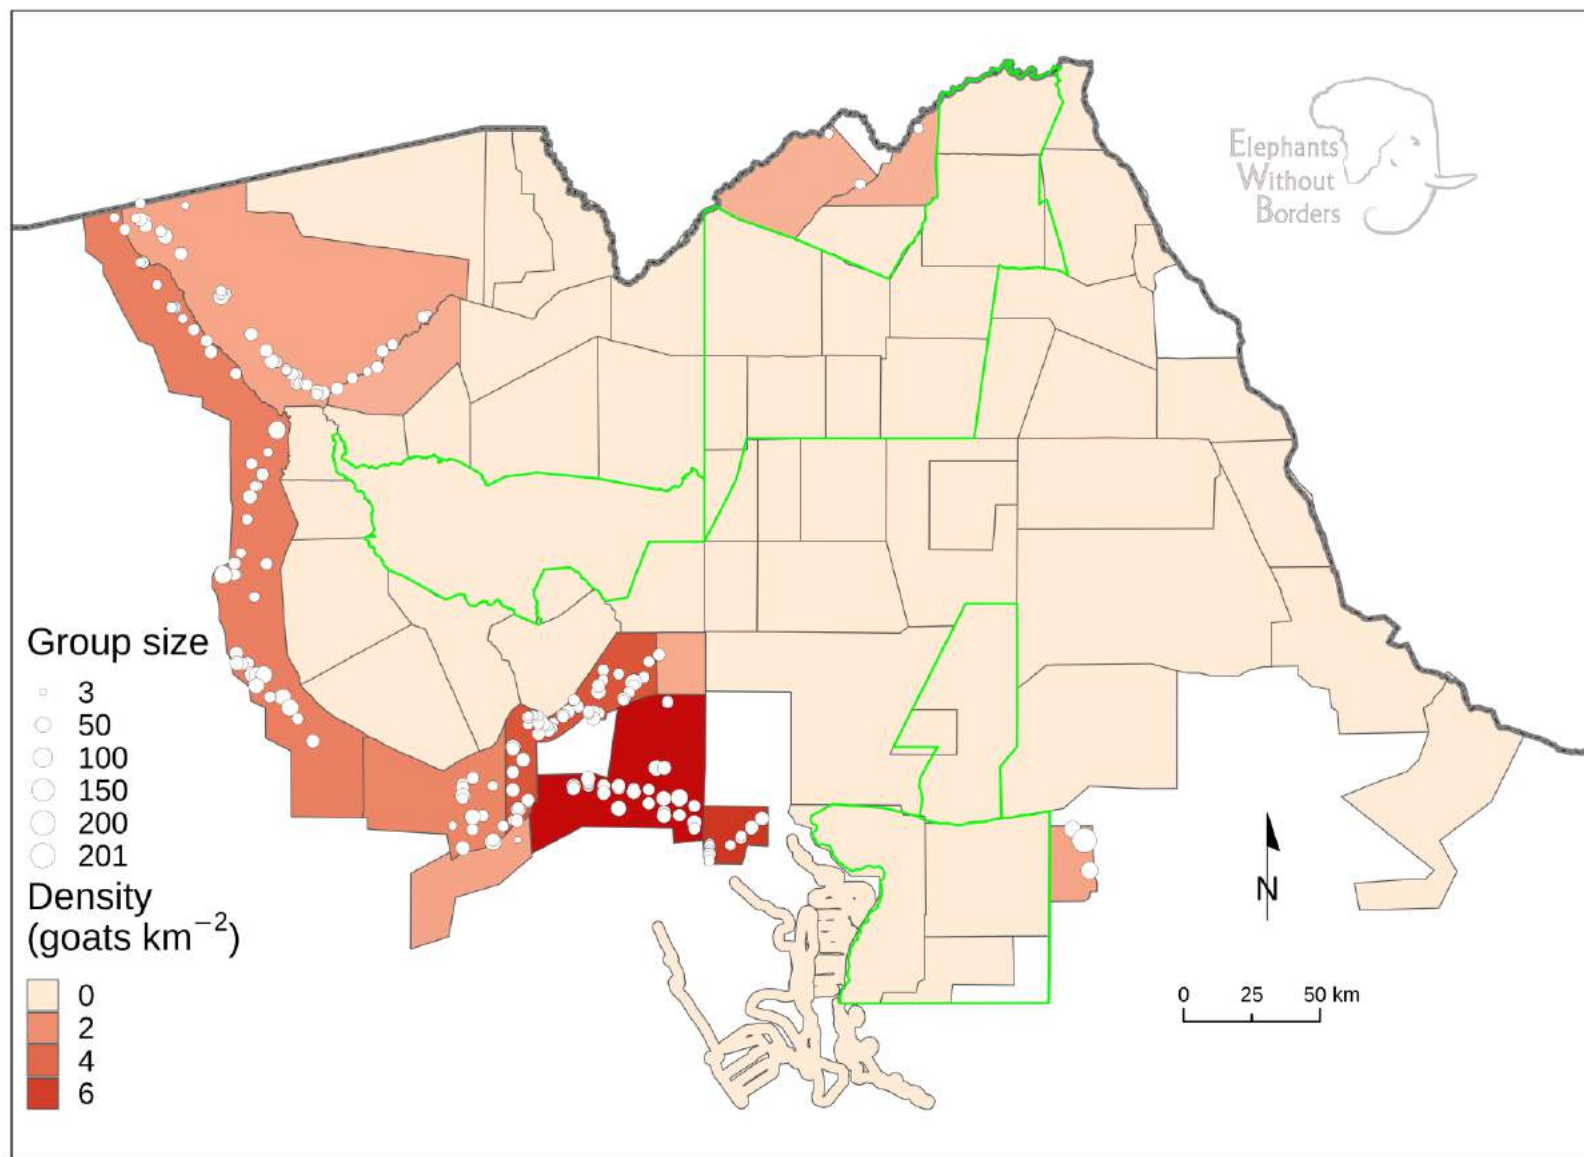 Elephants
Without
Borders
Group size
3
50
100
150
200
201
Density
(goats km⁻²)
0
2
4
6
N
0 25 50 km